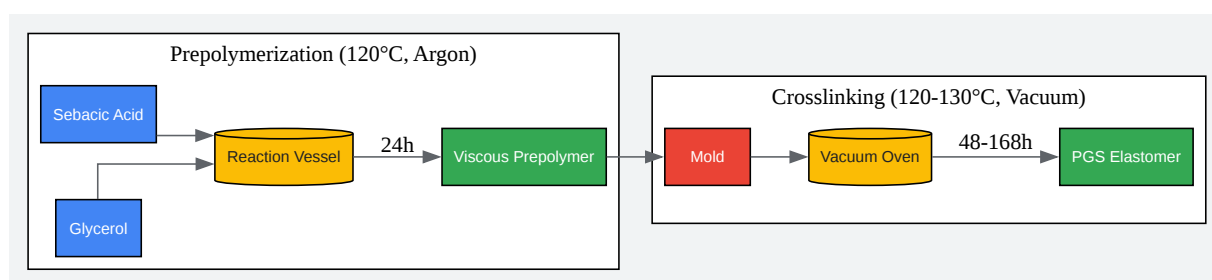 Prepolymerization (120°C, Argon)
Sebacic Acid
Glycerol
Reaction Vessel
24h
Viscous Prepolymer
Crosslinking (120-130°C, Vacuum)
Mold
Vacuum Oven
48-168h
PGS Elastomer